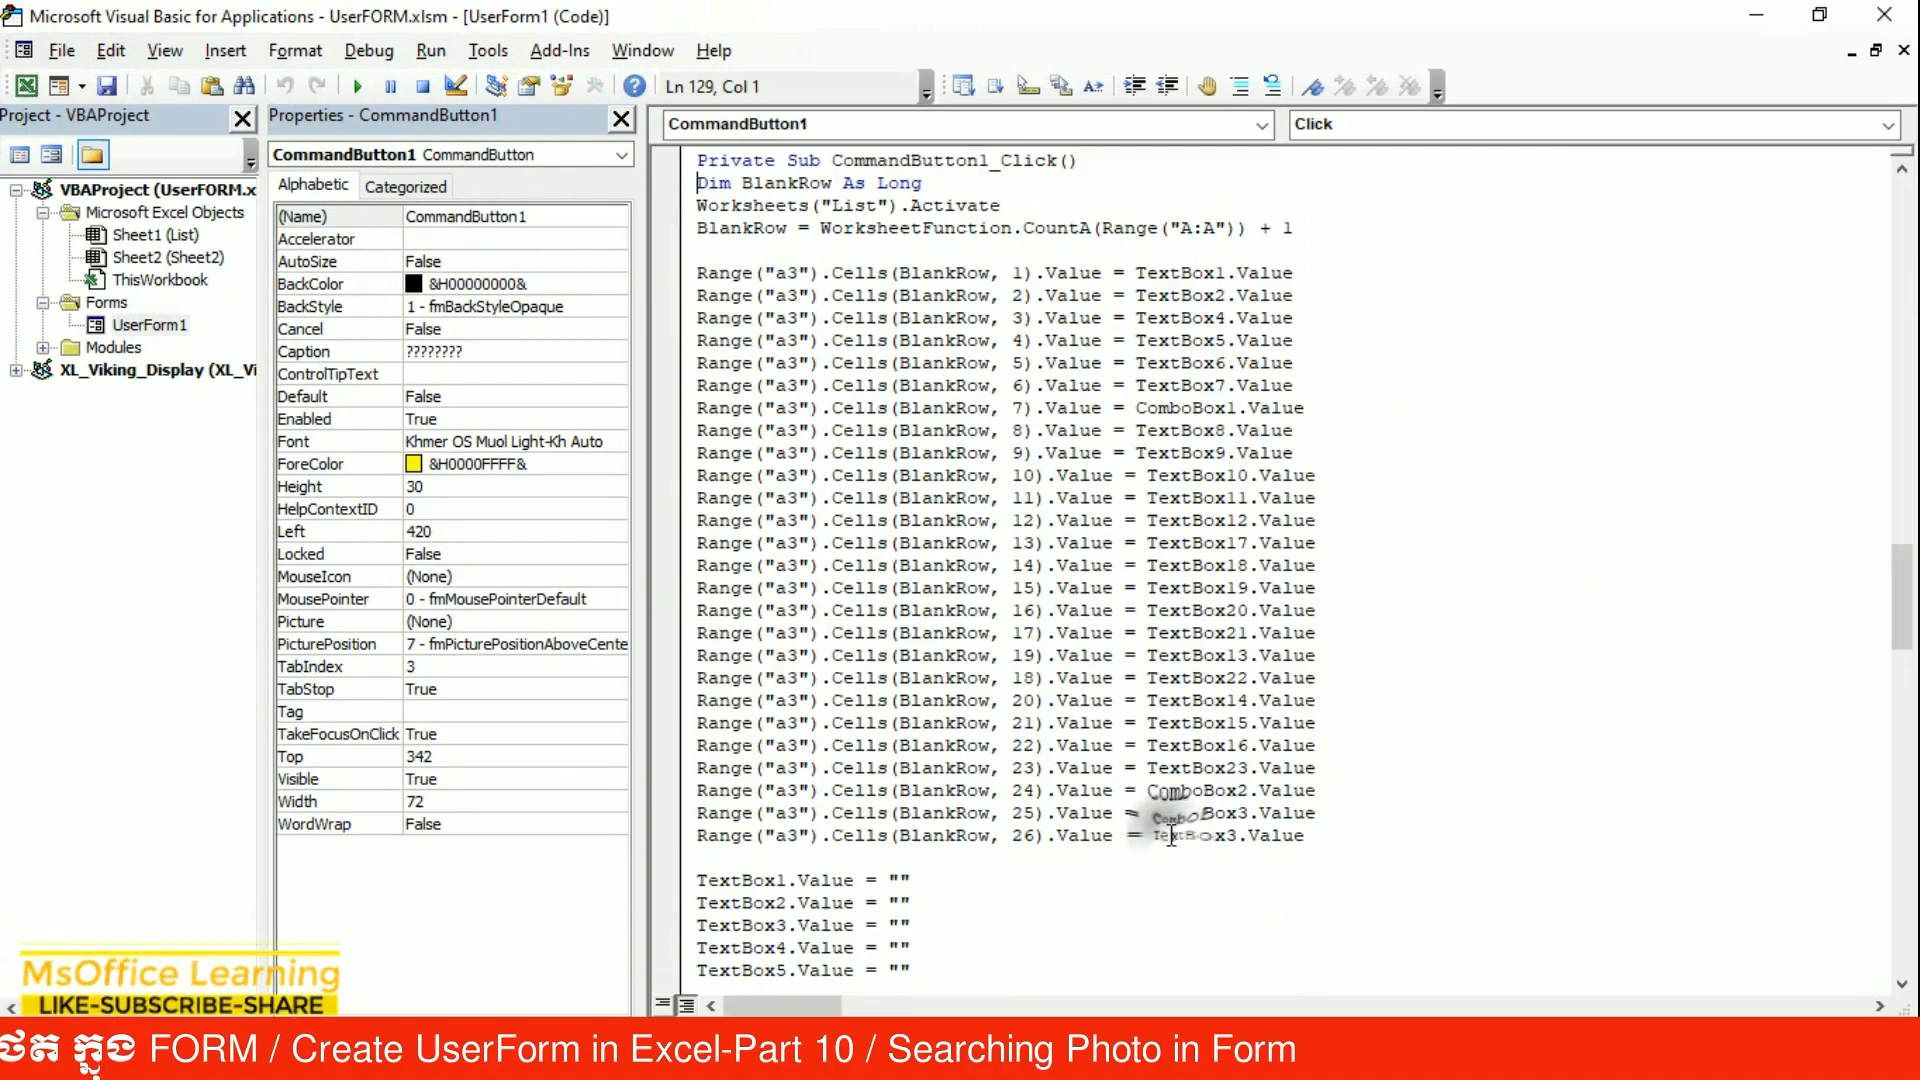 Microsoft Visual Basic for Applications - UserFORM.xlsm - [UserForm1 (Code)]
File Edit View Insert Format Debug Run Tools Add-Ins Window Help
Ln 129, Col 1
Project - VBAProject
VBAProject (UserFORM.x
Microsoft Excel Objects
Sheet1 (List)
Sheet2 (Sheet2)
ThisWorkbook
Forms
UserForm1
Modules
XL_Viking_Display (XL_Vi
Properties - CommandButton1
CommandButton1 CommandButton
Alphabetic Categorized
(Name) CommandButton1
Accelerator
AutoSize False
BackColor &H00000000&
BackStyle 1 - fmBackStyleOpaque
Cancel False
Caption ????????
ControlTipText
Default False
Enabled True
Font Khmer OS Muol Light-Kh Auto
ForeColor &H0000FFFF&
Height 30
HelpContextID 0
Left 420
Locked False
MouseIcon (None)
MousePointer 0 - fmMousePointerDefault
Picture (None)
PicturePosition 7 - fmPicturePositionAboveCente
TabIndex 3
TabStop True
Tag
TakeFocusOnClick True
Top 342
Visible True
Width 72
WordWrap False
CommandButton1 Click
Private Sub CommandButton1_Click()
Dim BlankRow As Long
Worksheets("List").Activate
BlankRow = WorksheetFunction.CountA(Range("A:A")) + 1
Range("a3").Cells(BlankRow, 1).Value = TextBox1.Value
Range("a3").Cells(BlankRow, 2).Value = TextBox2.Value
Range("a3").Cells(BlankRow, 3).Value = TextBox4.Value
Range("a3").Cells(BlankRow, 4).Value = TextBox5.Value
Range("a3").Cells(BlankRow, 5).Value = TextBox6.Value
Range("a3").Cells(BlankRow, 6).Value = TextBox7.Value
Range("a3").Cells(BlankRow, 7).Value = ComboBox1.Value
Range("a3").Cells(BlankRow, 8).Value = TextBox8.Value
Range("a3").Cells(BlankRow, 9).Value = TextBox9.Value
Range("a3").Cells(BlankRow, 10).Value = TextBox10.Value
Range("a3").Cells(BlankRow, 11).Value = TextBox11.Value
Range("a3").Cells(BlankRow, 12).Value = TextBox12.Value
Range("a3").Cells(BlankRow, 13).Value = TextBox17.Value
Range("a3").Cells(BlankRow, 14).Value = TextBox18.Value
Range("a3").Cells(BlankRow, 15).Value = TextBox19.Value
Range("a3").Cells(BlankRow, 16).Value = TextBox20.Value
Range("a3").Cells(BlankRow, 17).Value = TextBox21.Value
Range("a3").Cells(BlankRow, 19).Value = TextBox13.Value
Range("a3").Cells(BlankRow, 18).Value = TextBox22.Value
Range("a3").Cells(BlankRow, 20).Value = TextBox14.Value
Range("a3").Cells(BlankRow, 21).Value = TextBox15.Value
Range("a3").Cells(BlankRow, 22).Value = TextBox16.Value
Range("a3").Cells(BlankRow, 23).Value = TextBox23.Value
Range("a3").Cells(BlankRow, 24).Value = ComboBox2.Value
Range("a3").Cells(BlankRow, 25).Value = ComboBox3.Value
Range("a3").Cells(BlankRow, 26).Value = TextBox3.Value
TextBox1.Value = ""
TextBox2.Value = ""
TextBox3.Value = ""
TextBox4.Value = ""
TextBox5.Value = ""
MsOffice Learning
LIKE-SUBSCRIBE-SHARE
ថត ក្នុង FORM / Create UserForm in Excel-Part 10 / Searching Photo in Form